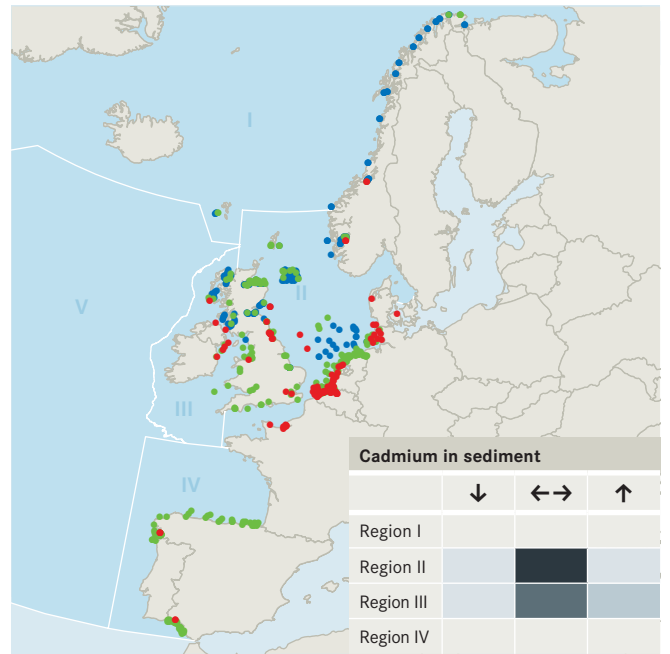 I
II
V
III
IV
Cadmium in sediment
↓ ←→ ↑
Region I
Region II
Region III
Region IV